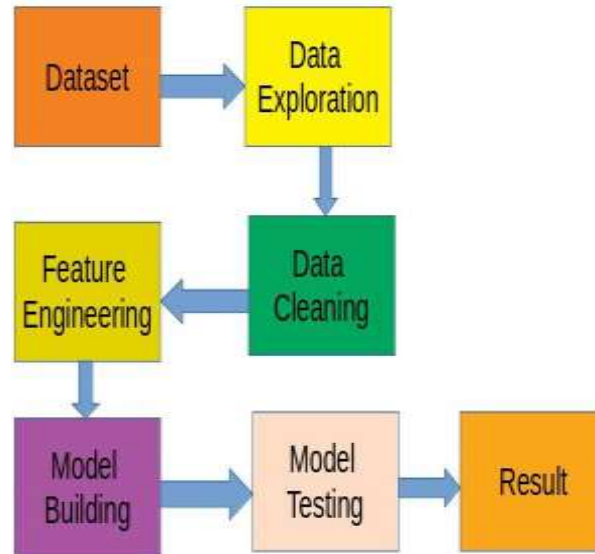 Dataset
Data
Exploration
Data
Cleaning
Feature
Engineering
Model
Building
Model
Testing
Result